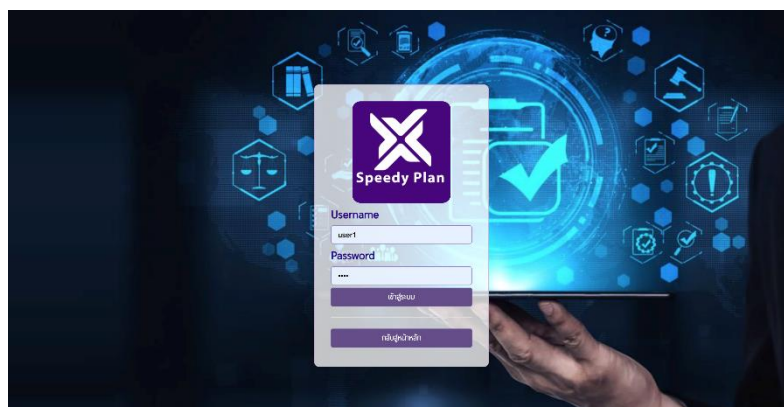 Speedy Plan
Username
user1
Password
....
เข้าสู่ระบบ
กลับสู่หน้าหลัก